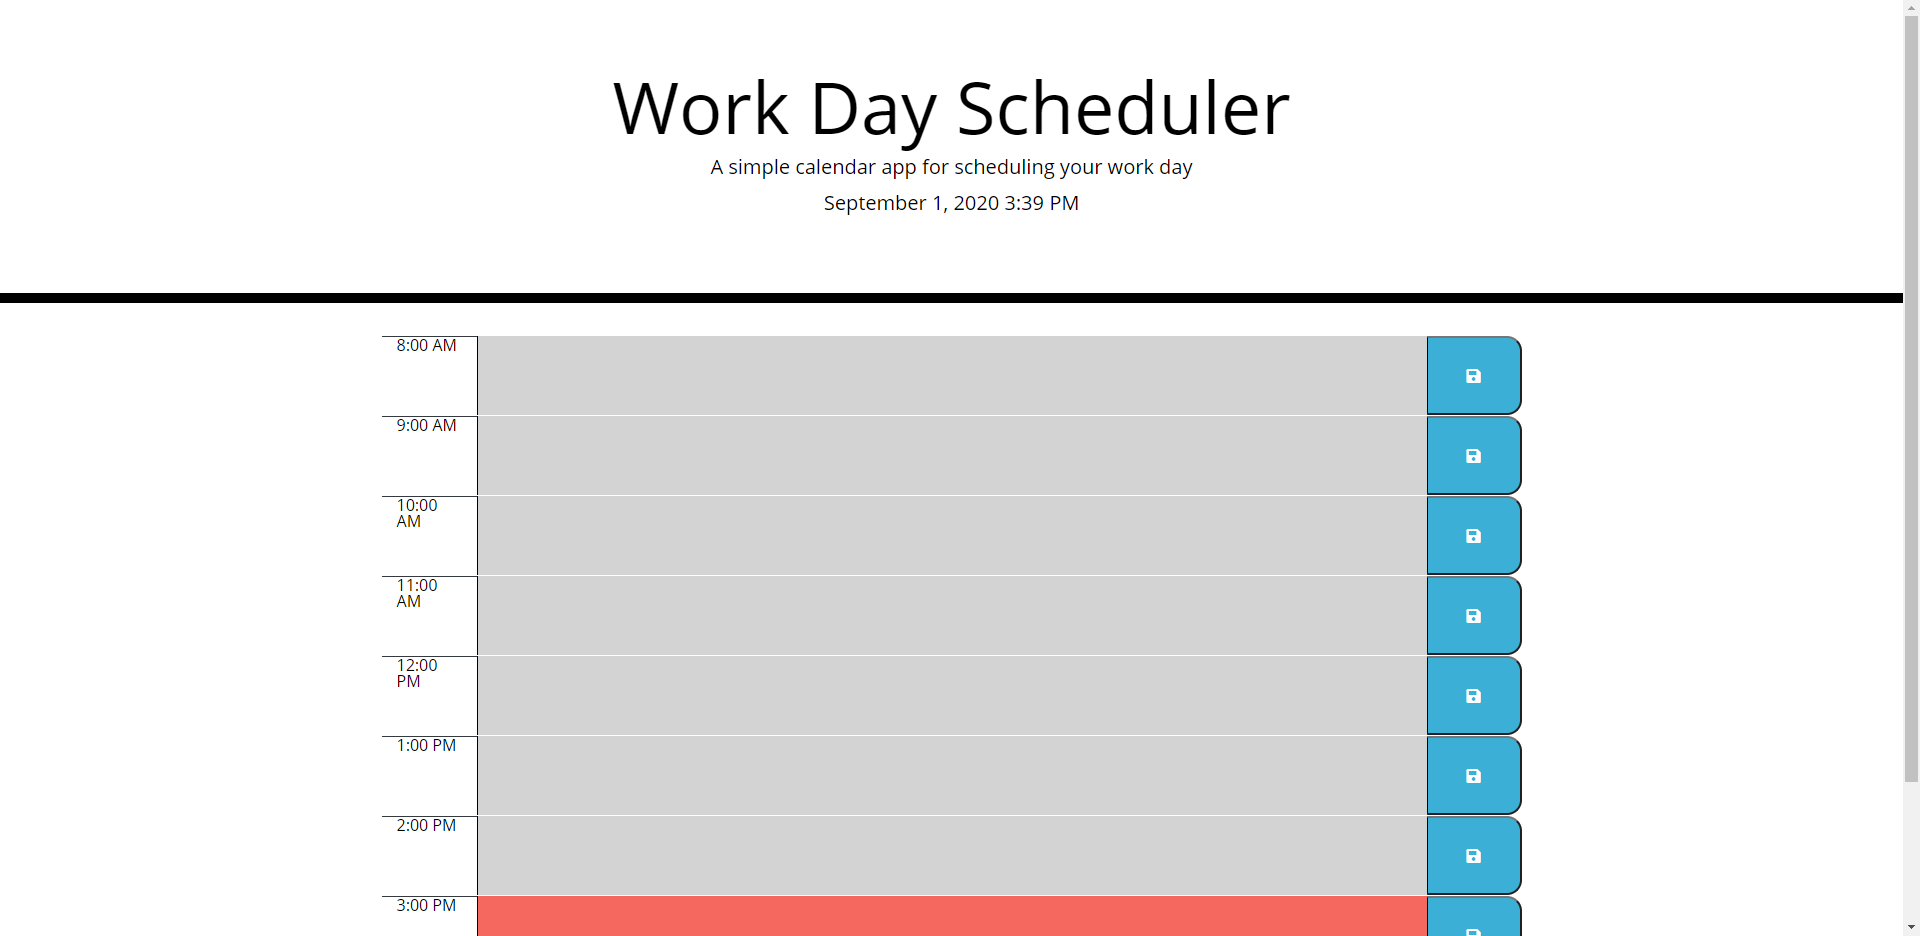 Work Day Scheduler
A simple calendar app for scheduling your work day
September 1, 2020 3:39 PM
8:00 AM
9:00 AM
10:00
AM
11:00
AM
12:00
PM
1:00 PM
2:00 PM
3:00 PM